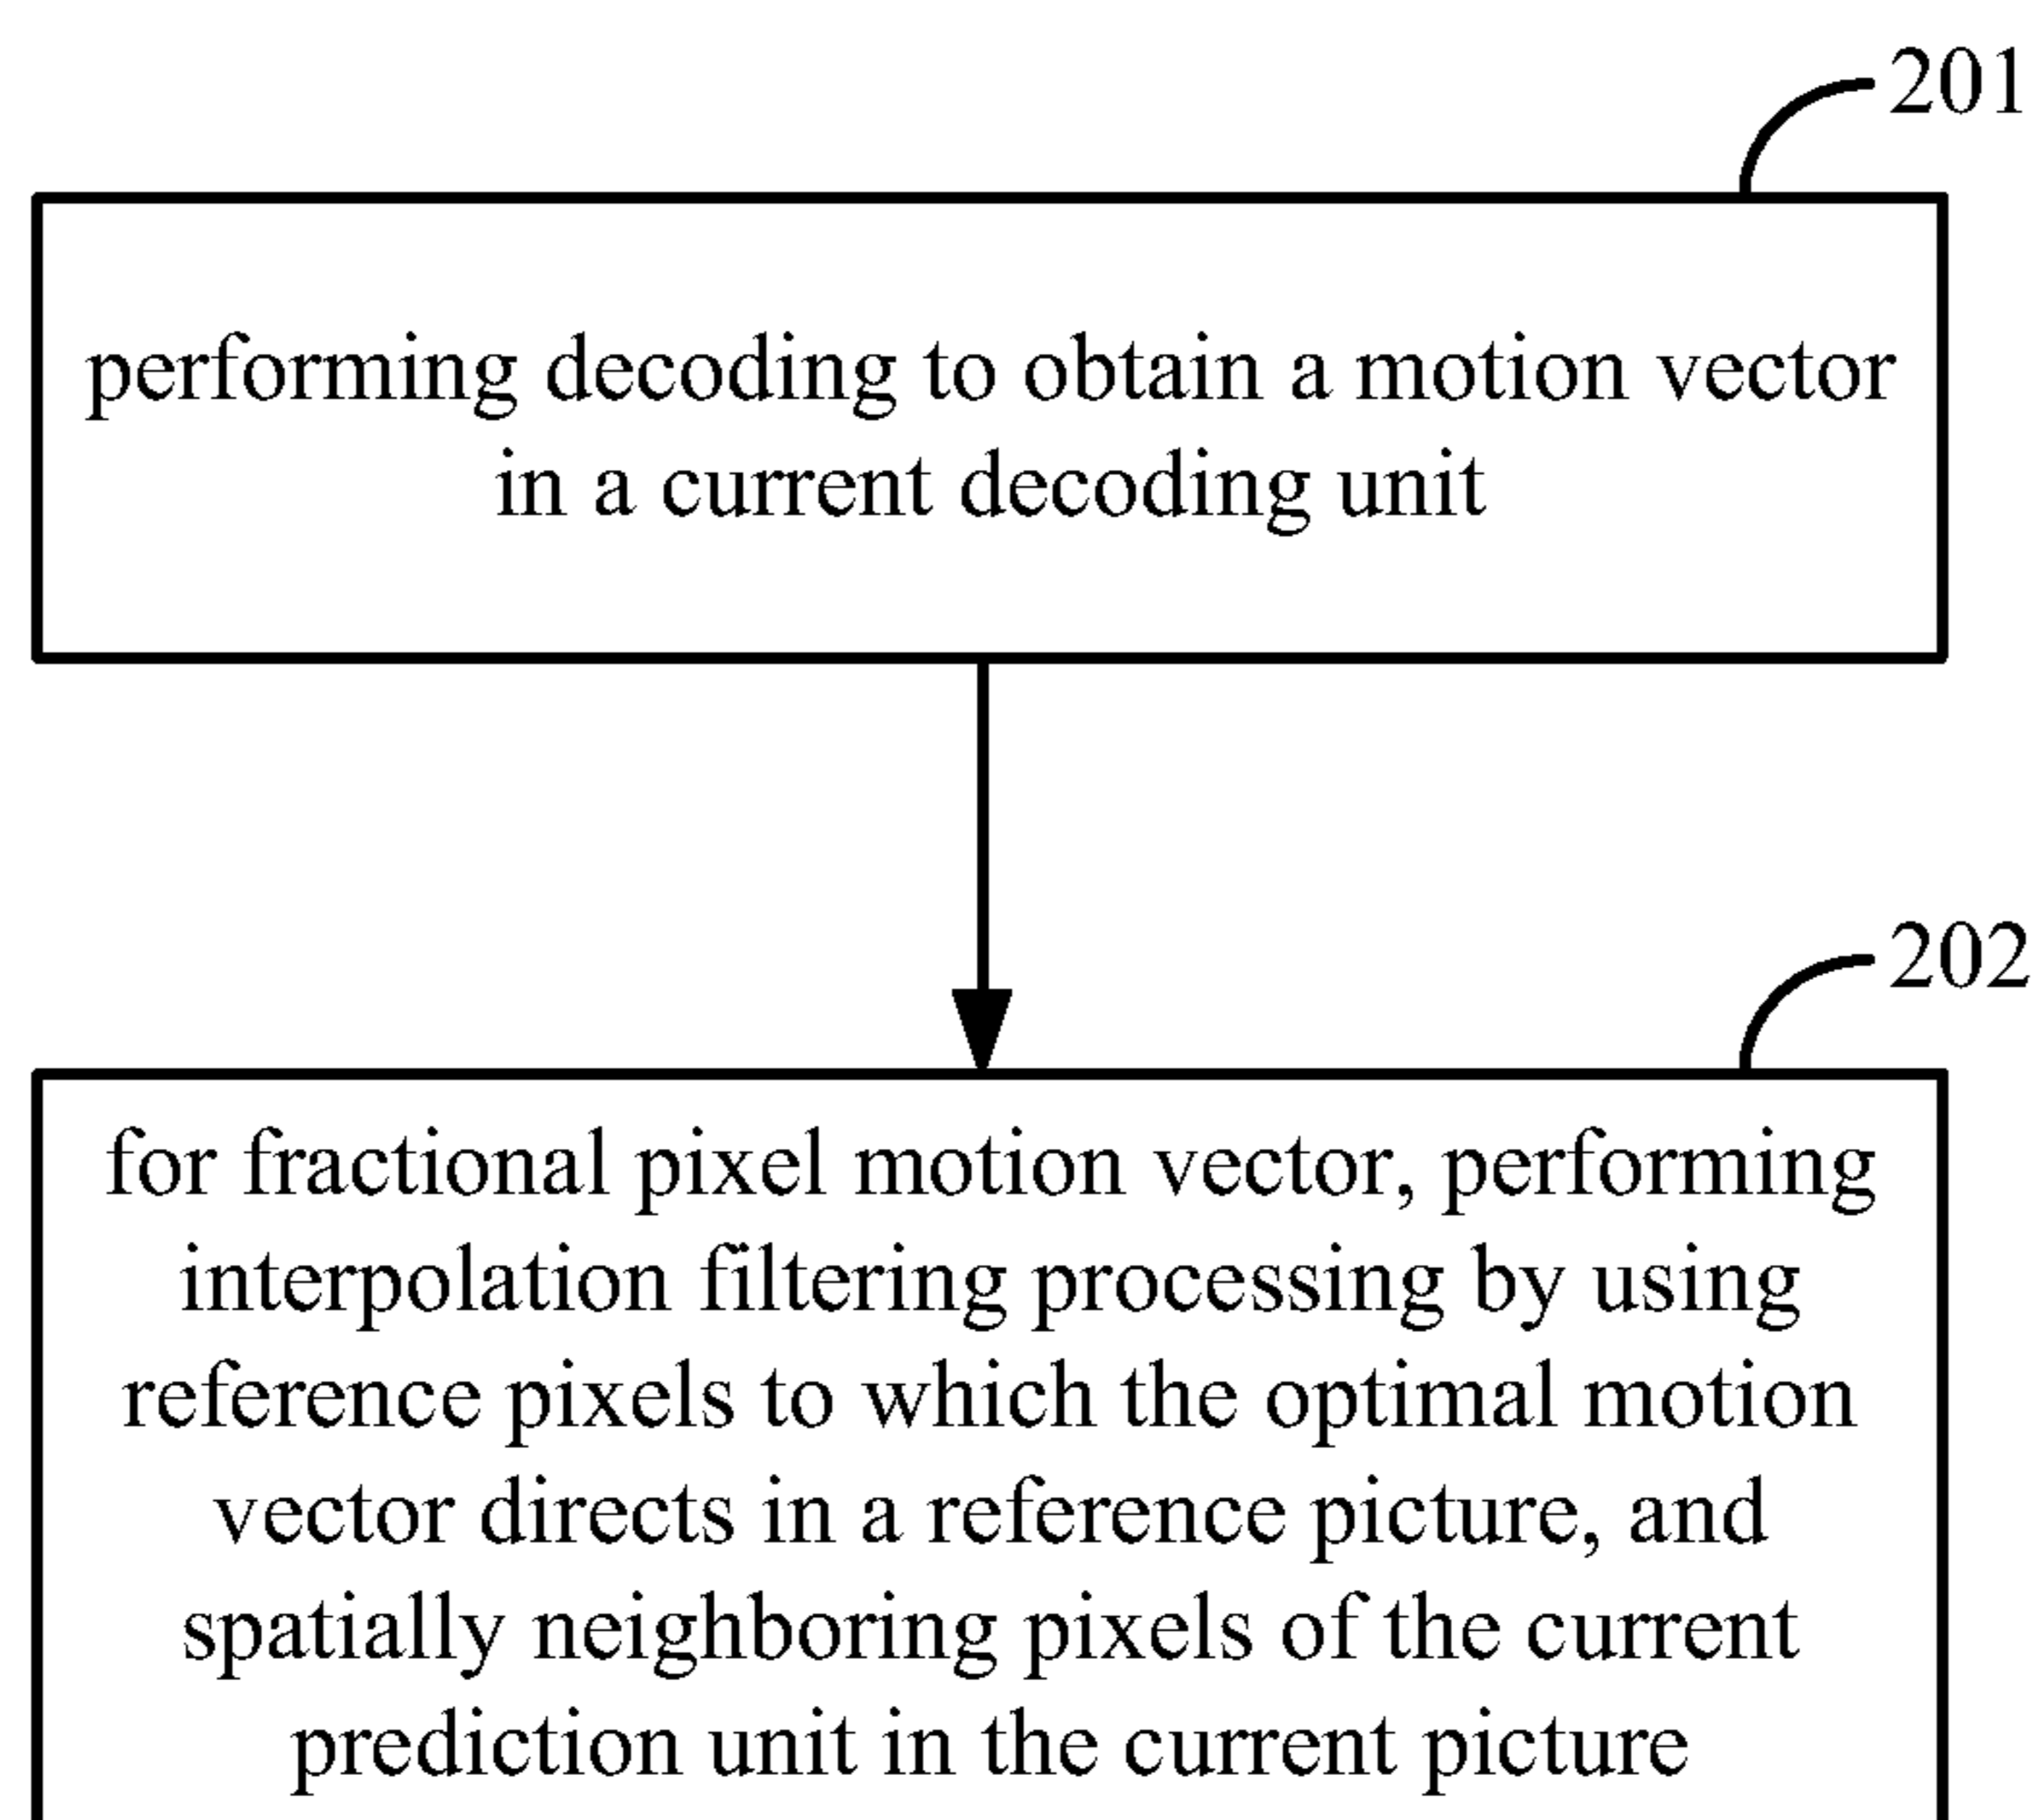 201
performing decoding to obtain a motion vector
in a current decoding unit
202
for fractional pixel motion vector, performing
interpolation filtering processing by using
reference pixels to which the optimal motion
vector directs in a reference picture, and
spatially neighboring pixels of the current
prediction unit in the current picture